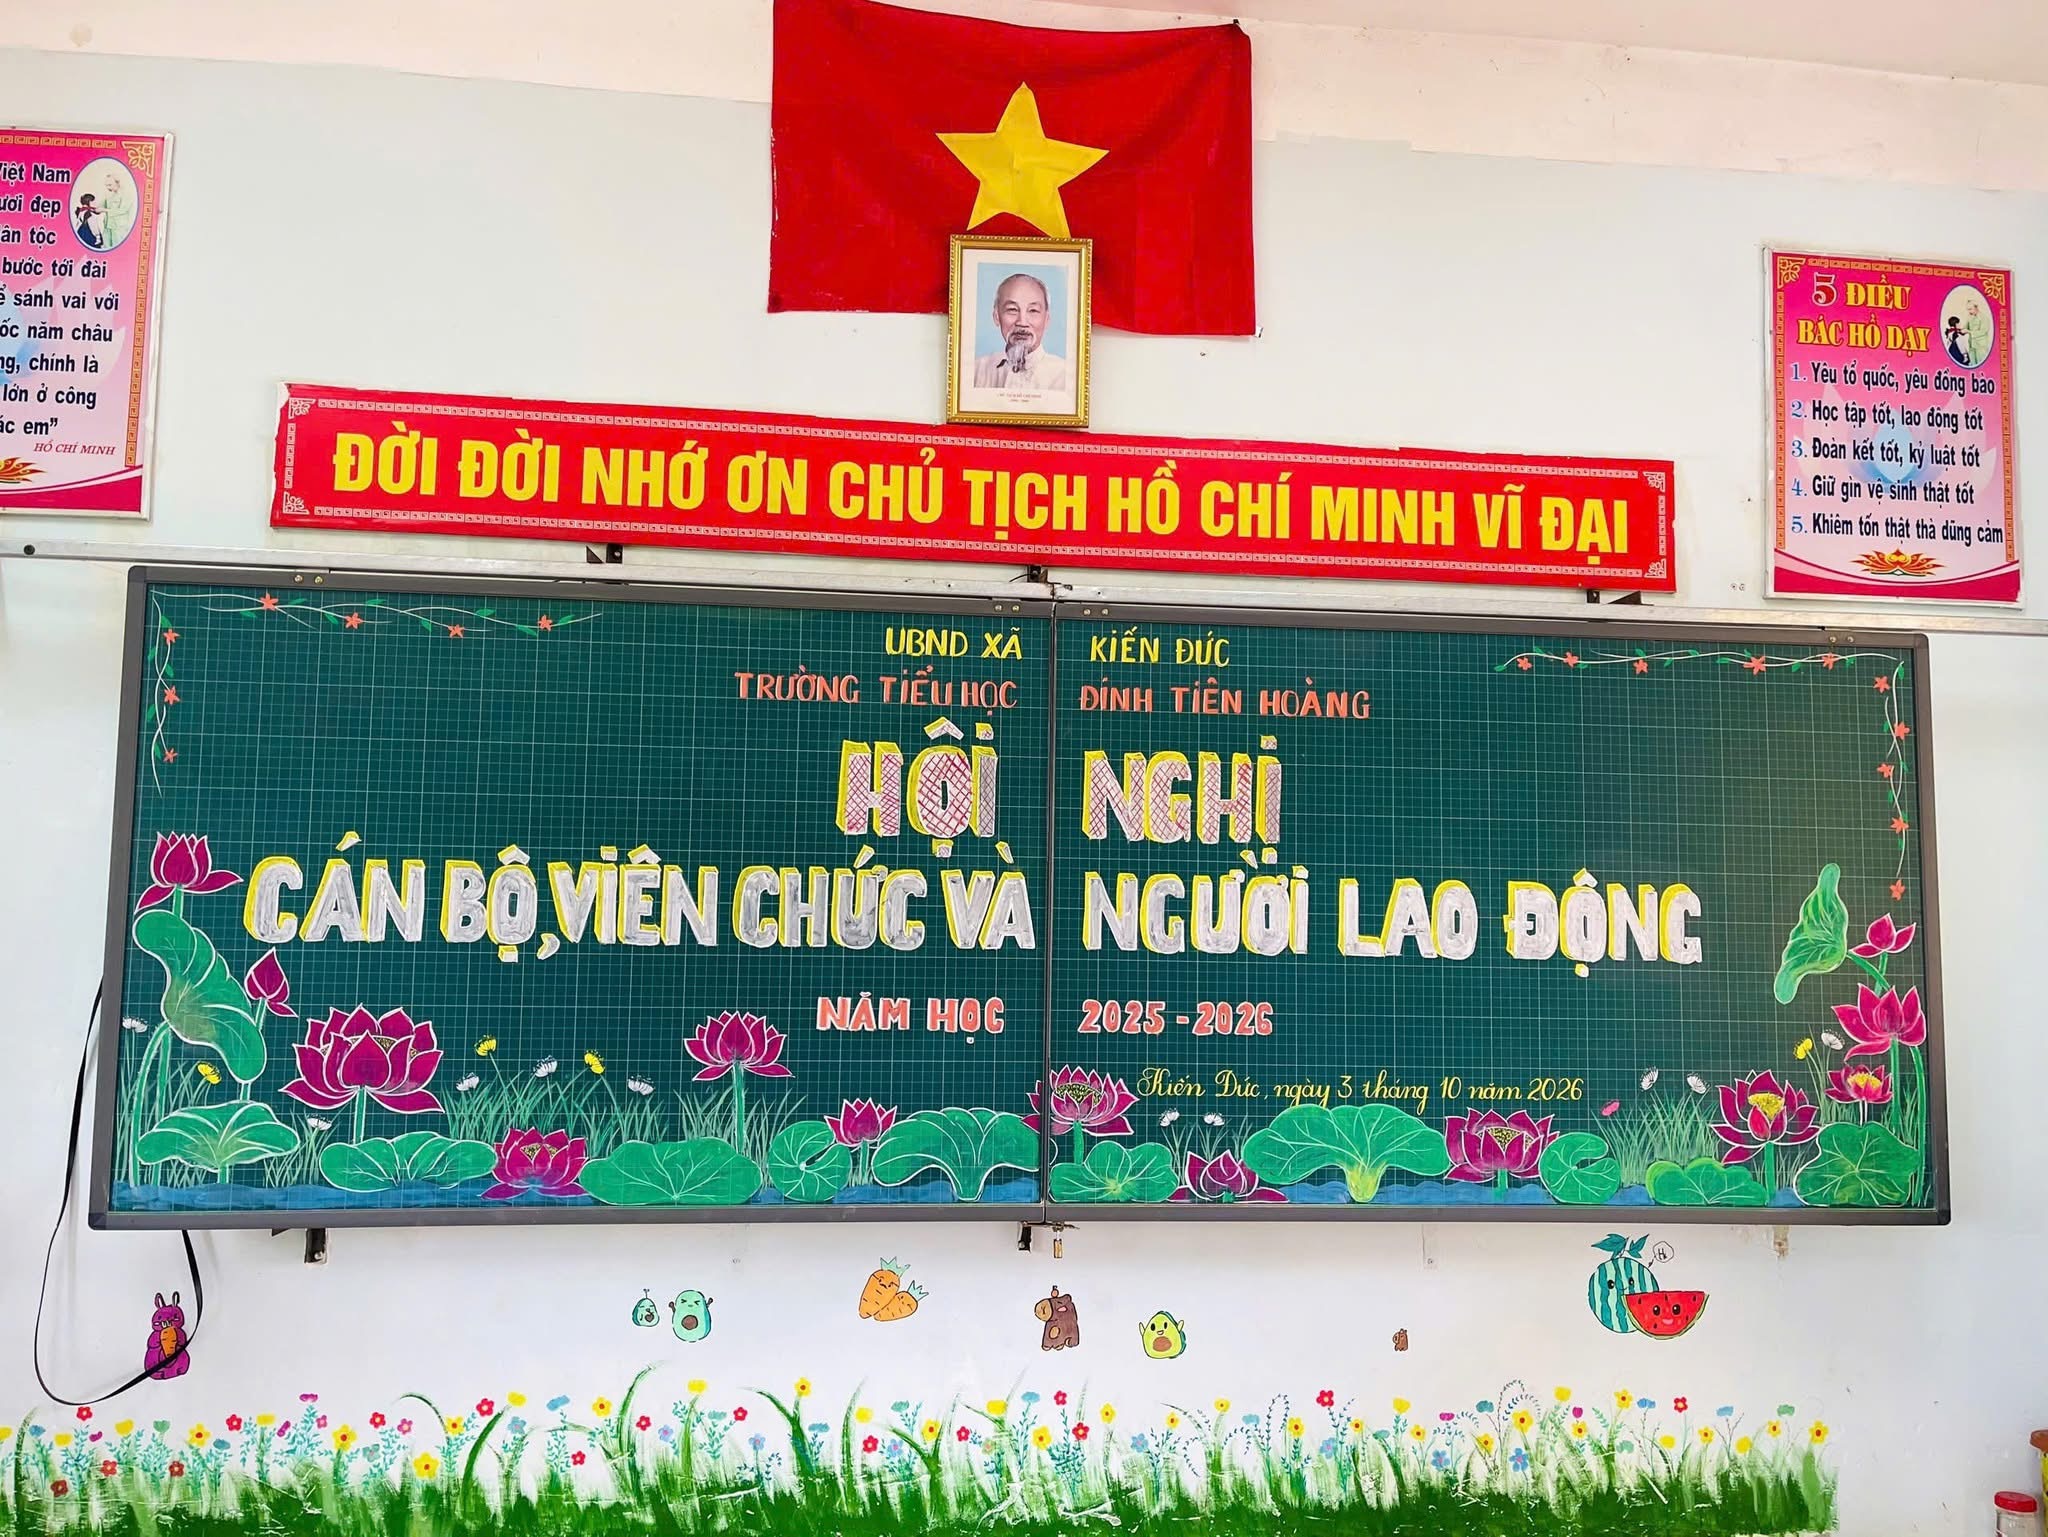 Việt Nam
ươi đẹp
ân tộc
bước tới đài
ể sánh vai với
ốc năm châu
ng, chính là
lớn ở công
ác em”
HỒ CHÍ MINH
ĐỜI ĐỜI NHỚ ƠN CHỦ TỊCH HỒ CHÍ MINH VĨ ĐẠI
5 ĐIỀU
BÁC HỒ DẠY
1. Yêu tổ quốc, yêu đồng bào
2. Học tập tốt, lao động tốt
3. Đoàn kết tốt, kỷ luật tốt
4. Giữ gìn vệ sinh thật tốt
5. Khiêm tốn thật thà dũng cảm
UBND XÃ KIẾN ĐỨC
TRƯỜNG TIỂU HỌC ĐINH TIÊN HOÀNG
HỘI NGHỊ
CÁN BỘ, VIÊN CHỨC VÀ NGƯỜI LAO ĐỘNG
NĂM HỌC 2025 - 2026
Kiến Đức, ngày 3 tháng 10 năm 2026
Hi